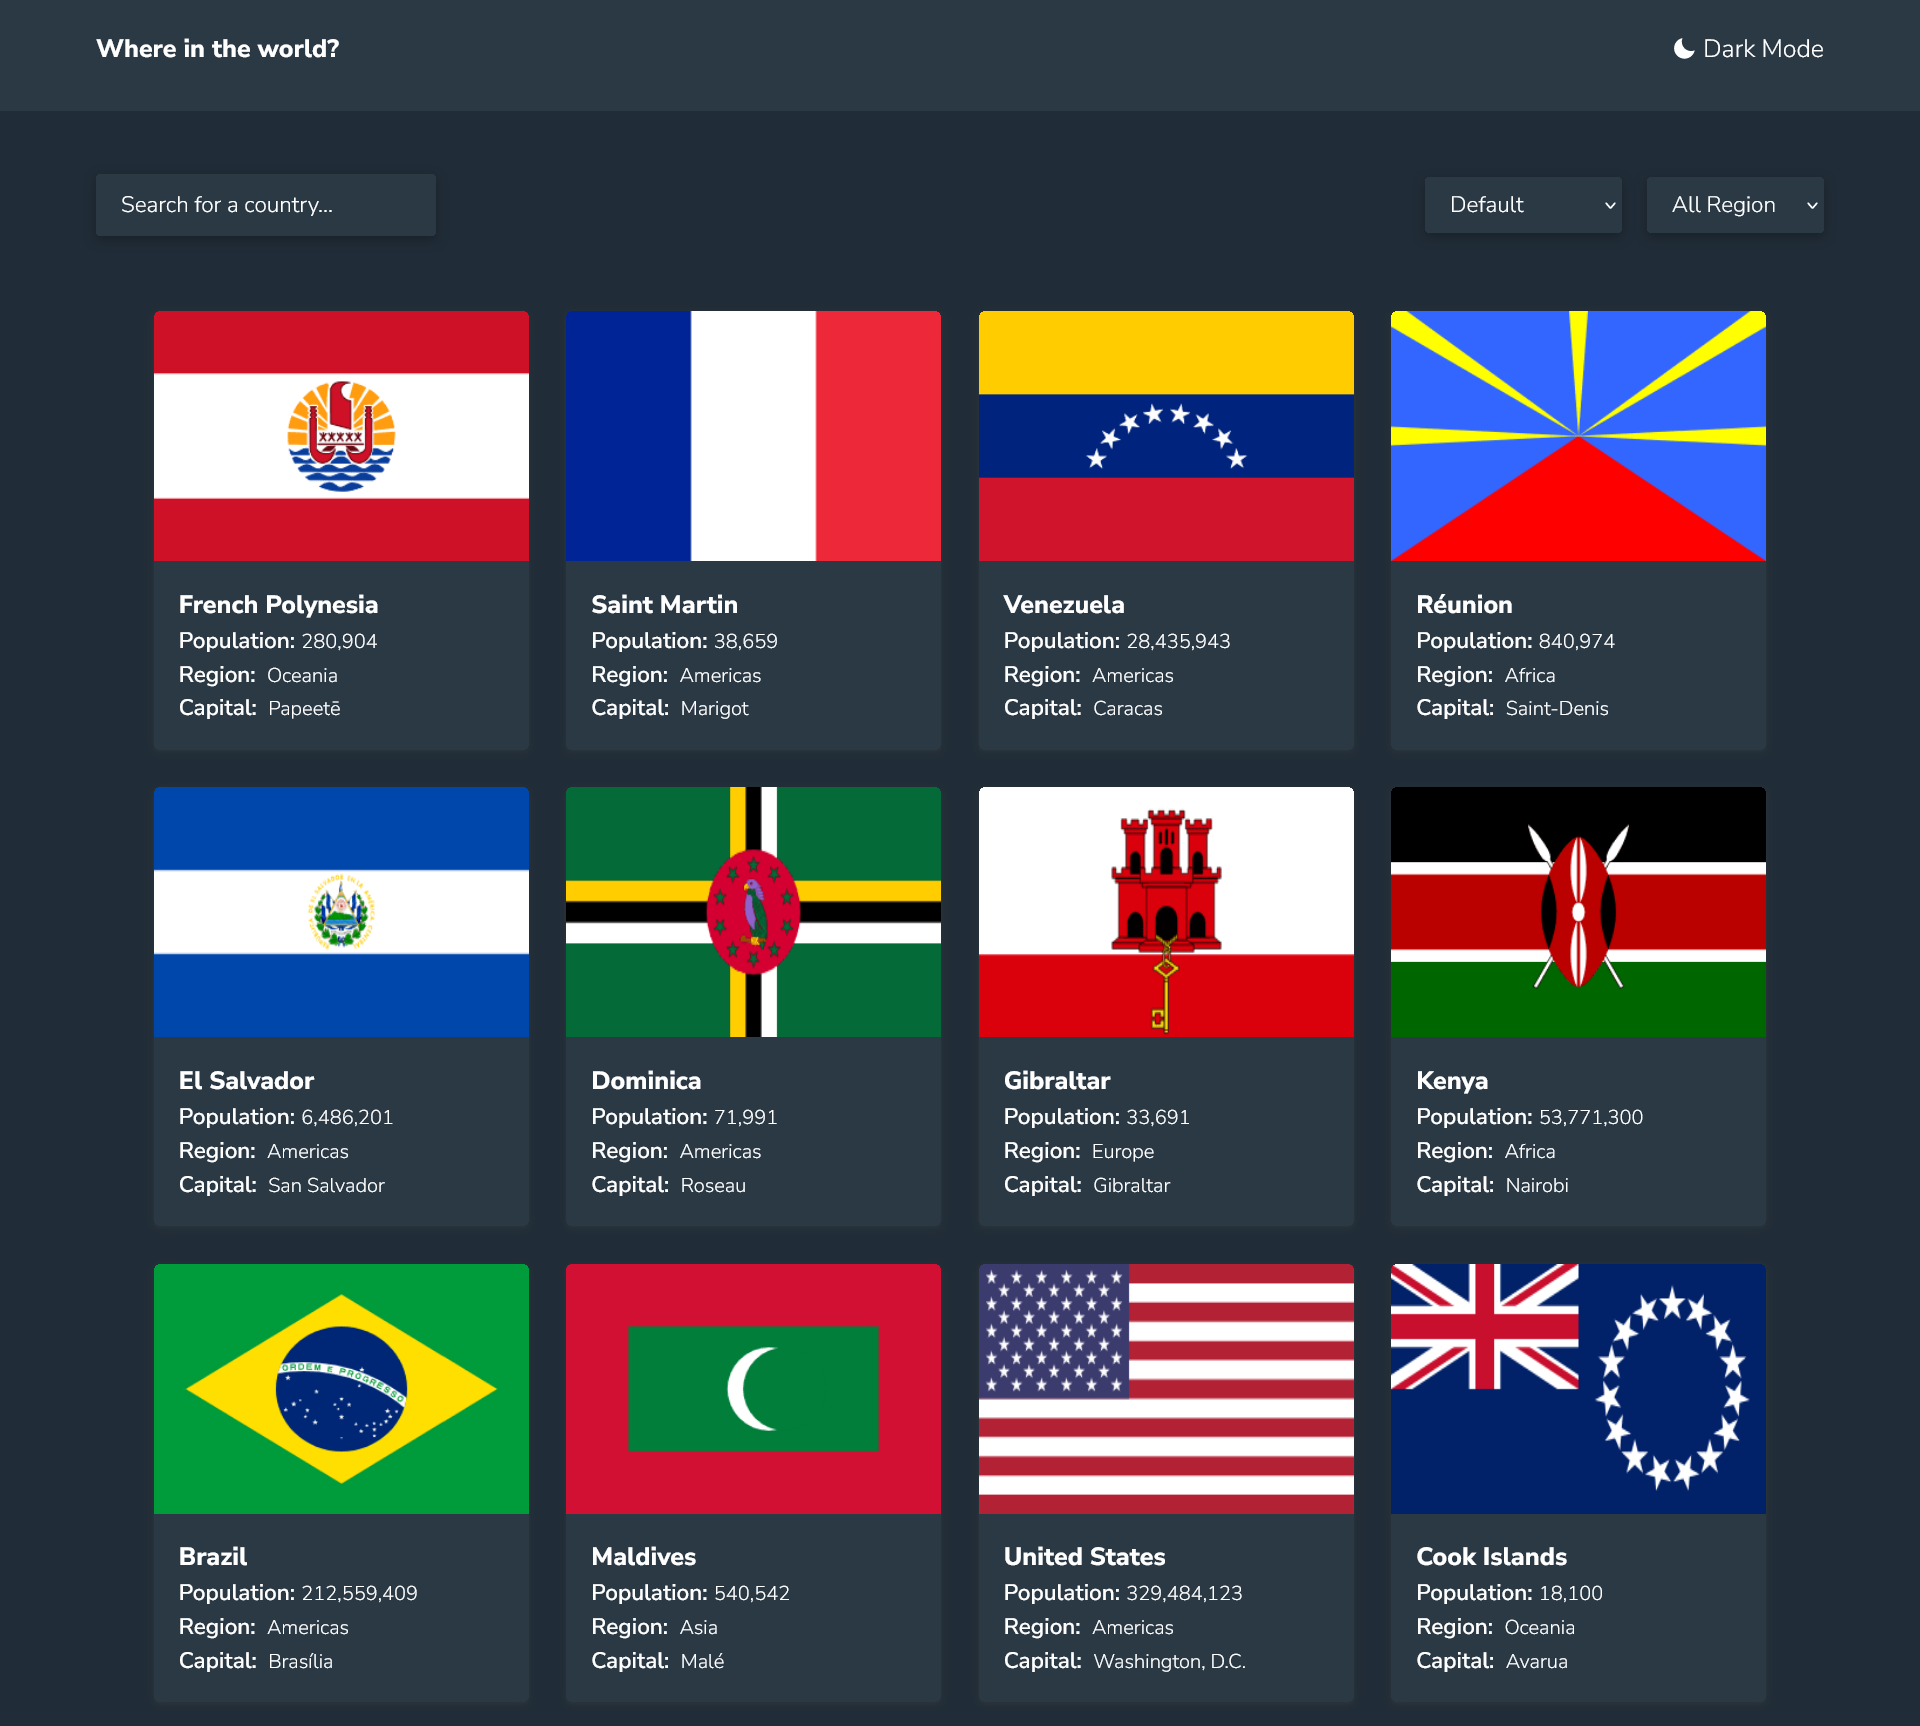 Where in the world?
Dark Mode
Search for a country...
Default
All Region
French Polynesia
Population: 280,904
Region: Oceania
Capital: Papeetē
Saint Martin
Population: 38,659
Region: Americas
Capital: Marigot
Venezuela
Population: 28,435,943
Region: Americas
Capital: Caracas
Réunion
Population: 840,974
Region: Africa
Capital: Saint-Denis
El Salvador
Population: 6,486,201
Region: Americas
Capital: San Salvador
Dominica
Population: 71,991
Region: Americas
Capital: Roseau
Gibraltar
Population: 33,691
Region: Europe
Capital: Gibraltar
Kenya
Population: 53,771,300
Region: Africa
Capital: Nairobi
ORDEM E PROGRESSO
Brazil
Population: 212,559,409
Region: Americas
Capital: Brasília
Maldives
Population: 540,542
Region: Asia
Capital: Malé
United States
Population: 329,484,123
Region: Americas
Capital: Washington, D.C.
Cook Islands
Population: 18,100
Region: Oceania
Capital: Avarua